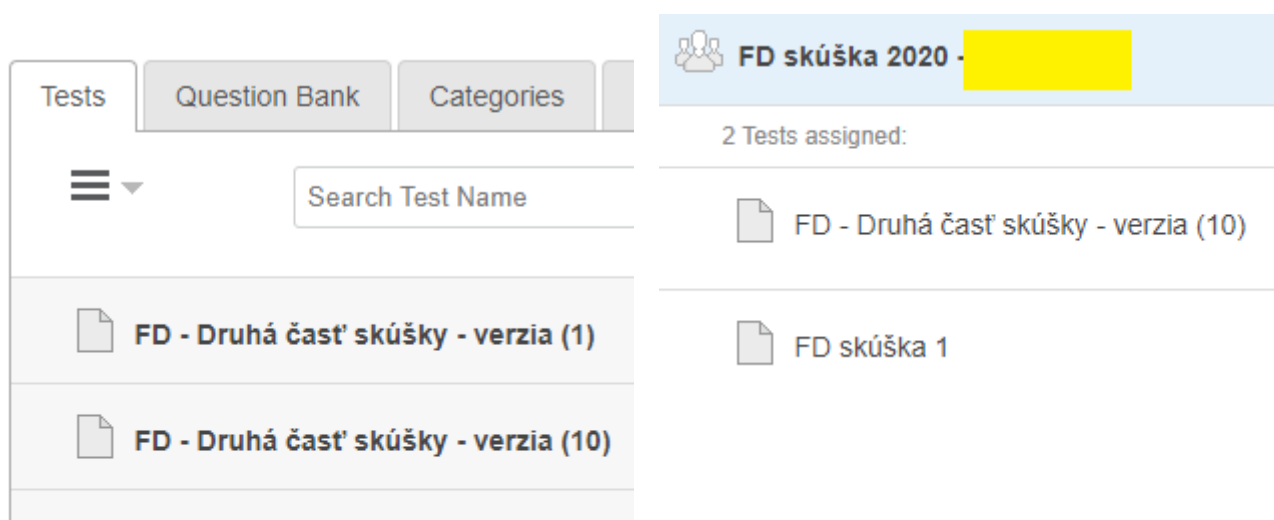 Tests
Question Bank
Categories
Search Test Name
FD - Druhá časť skúšky - verzia (1)
FD - Druhá časť skúšky - verzia (10)
FD skúška 2020 -
2 Tests assigned:
FD - Druhá časť skúšky - verzia (10)
FD skúška 1